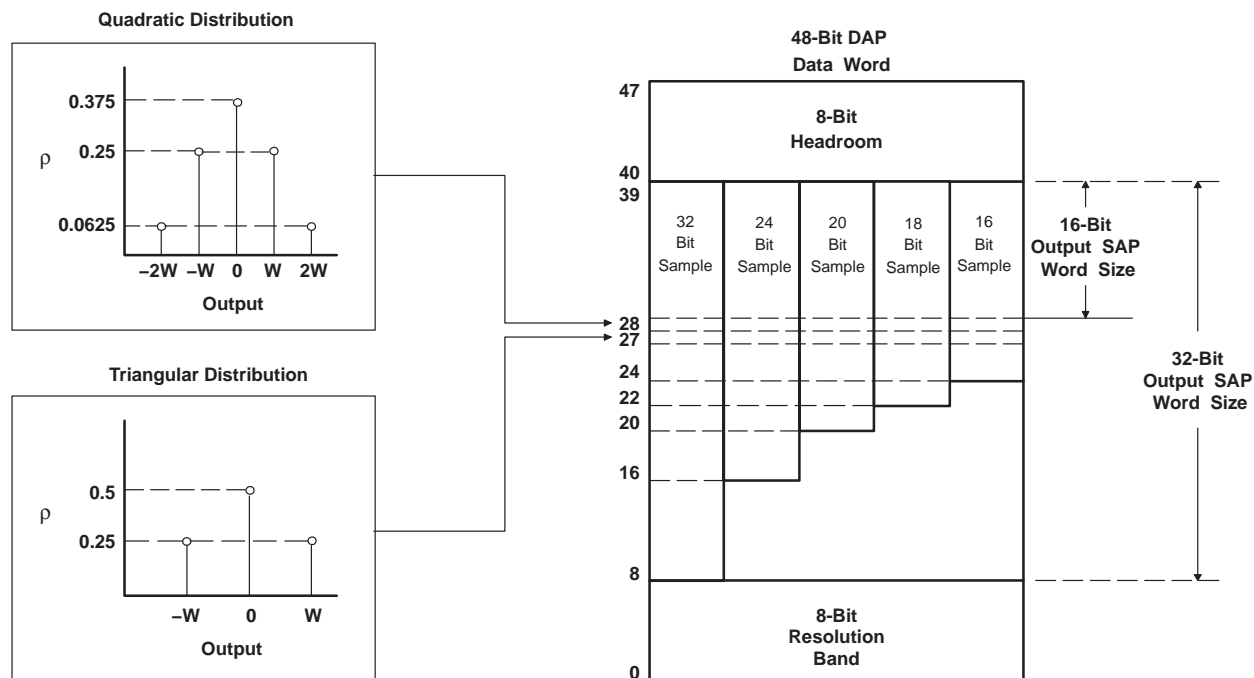 Quadratic Distribution
0.375
0.25
ρ
0.0625
−2W −W 0 W 2W
Output
Triangular Distribution
0.5
ρ
0.25
−W 0 W
Output
48-Bit DAP
Data Word
47
8-Bit
Headroom
40
39
32
Bit
Sample
24
Bit
Sample
20
Bit
Sample
18
Bit
Sample
16
Bit
Sample
28
27
24
22
20
16
8
8-Bit
Resolution
Band
0
16-Bit
Output SAP
Word Size
32-Bit
Output SAP
Word Size